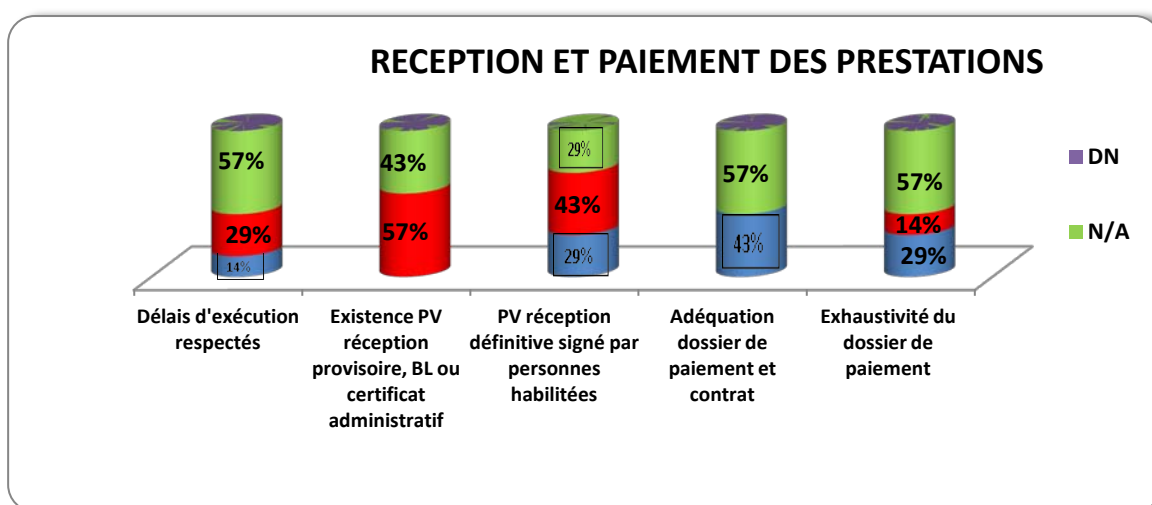 RECEPTION ET PAIEMENT DES PRESTATIONS
57%
29%
14%
43%
57%
29%
43%
29%
57%
43%
57%
14%
29%
DN
N/A
Délais d'exécution
respectés
Existence PV
réception
provisoire, BL ou
certificat
administratif
PV réception
définitive signé par
personnes
habilitées
Adéquation
dossier de
paiement et
contrat
Exhaustivité du
dossier de
paiement